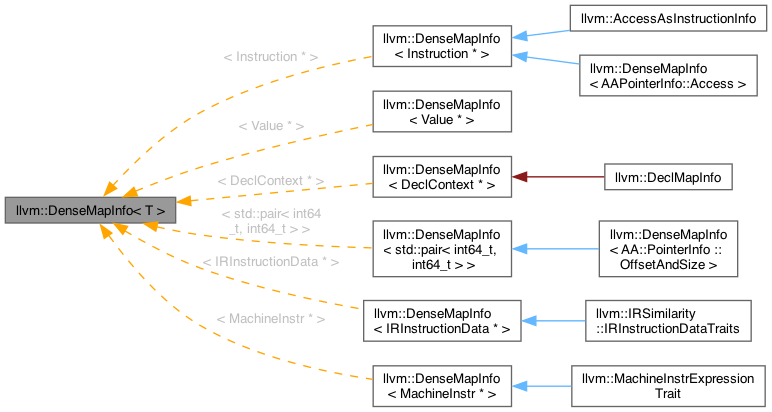 llvm::DenseMapInfo< T >
< Instruction * >
< Value * >
< DeclContext * >
< std::pair< int64
_t, int64_t > >
< IRInstructionData * >
< MachineInstr * >
llvm::DenseMapInfo
< Instruction * >
llvm::DenseMapInfo
< Value * >
llvm::DenseMapInfo
< DeclContext * >
llvm::DenseMapInfo
< std::pair< int64_t,
int64_t > >
llvm::DenseMapInfo
< IRInstructionData * >
llvm::DenseMapInfo
< MachineInstr * >
llvm::AccessAsInstructionInfo
llvm::DenseMapInfo
< AAPointerInfo::Access >
llvm::DeclMapInfo
llvm::DenseMapInfo
< AA::PointerInfo ::
OffsetAndSize >
llvm::IRSimilarity
::IRInstructionDataTraits
llvm::MachineInstrExpression
Trait